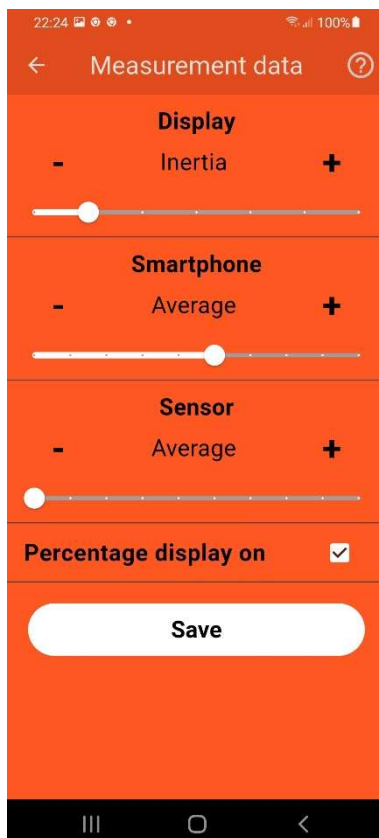 22:24 100%
Measurement data ?
Display
- Inertia +
Smartphone
- Average +
Sensor
- Average +
Percentage display on
Save